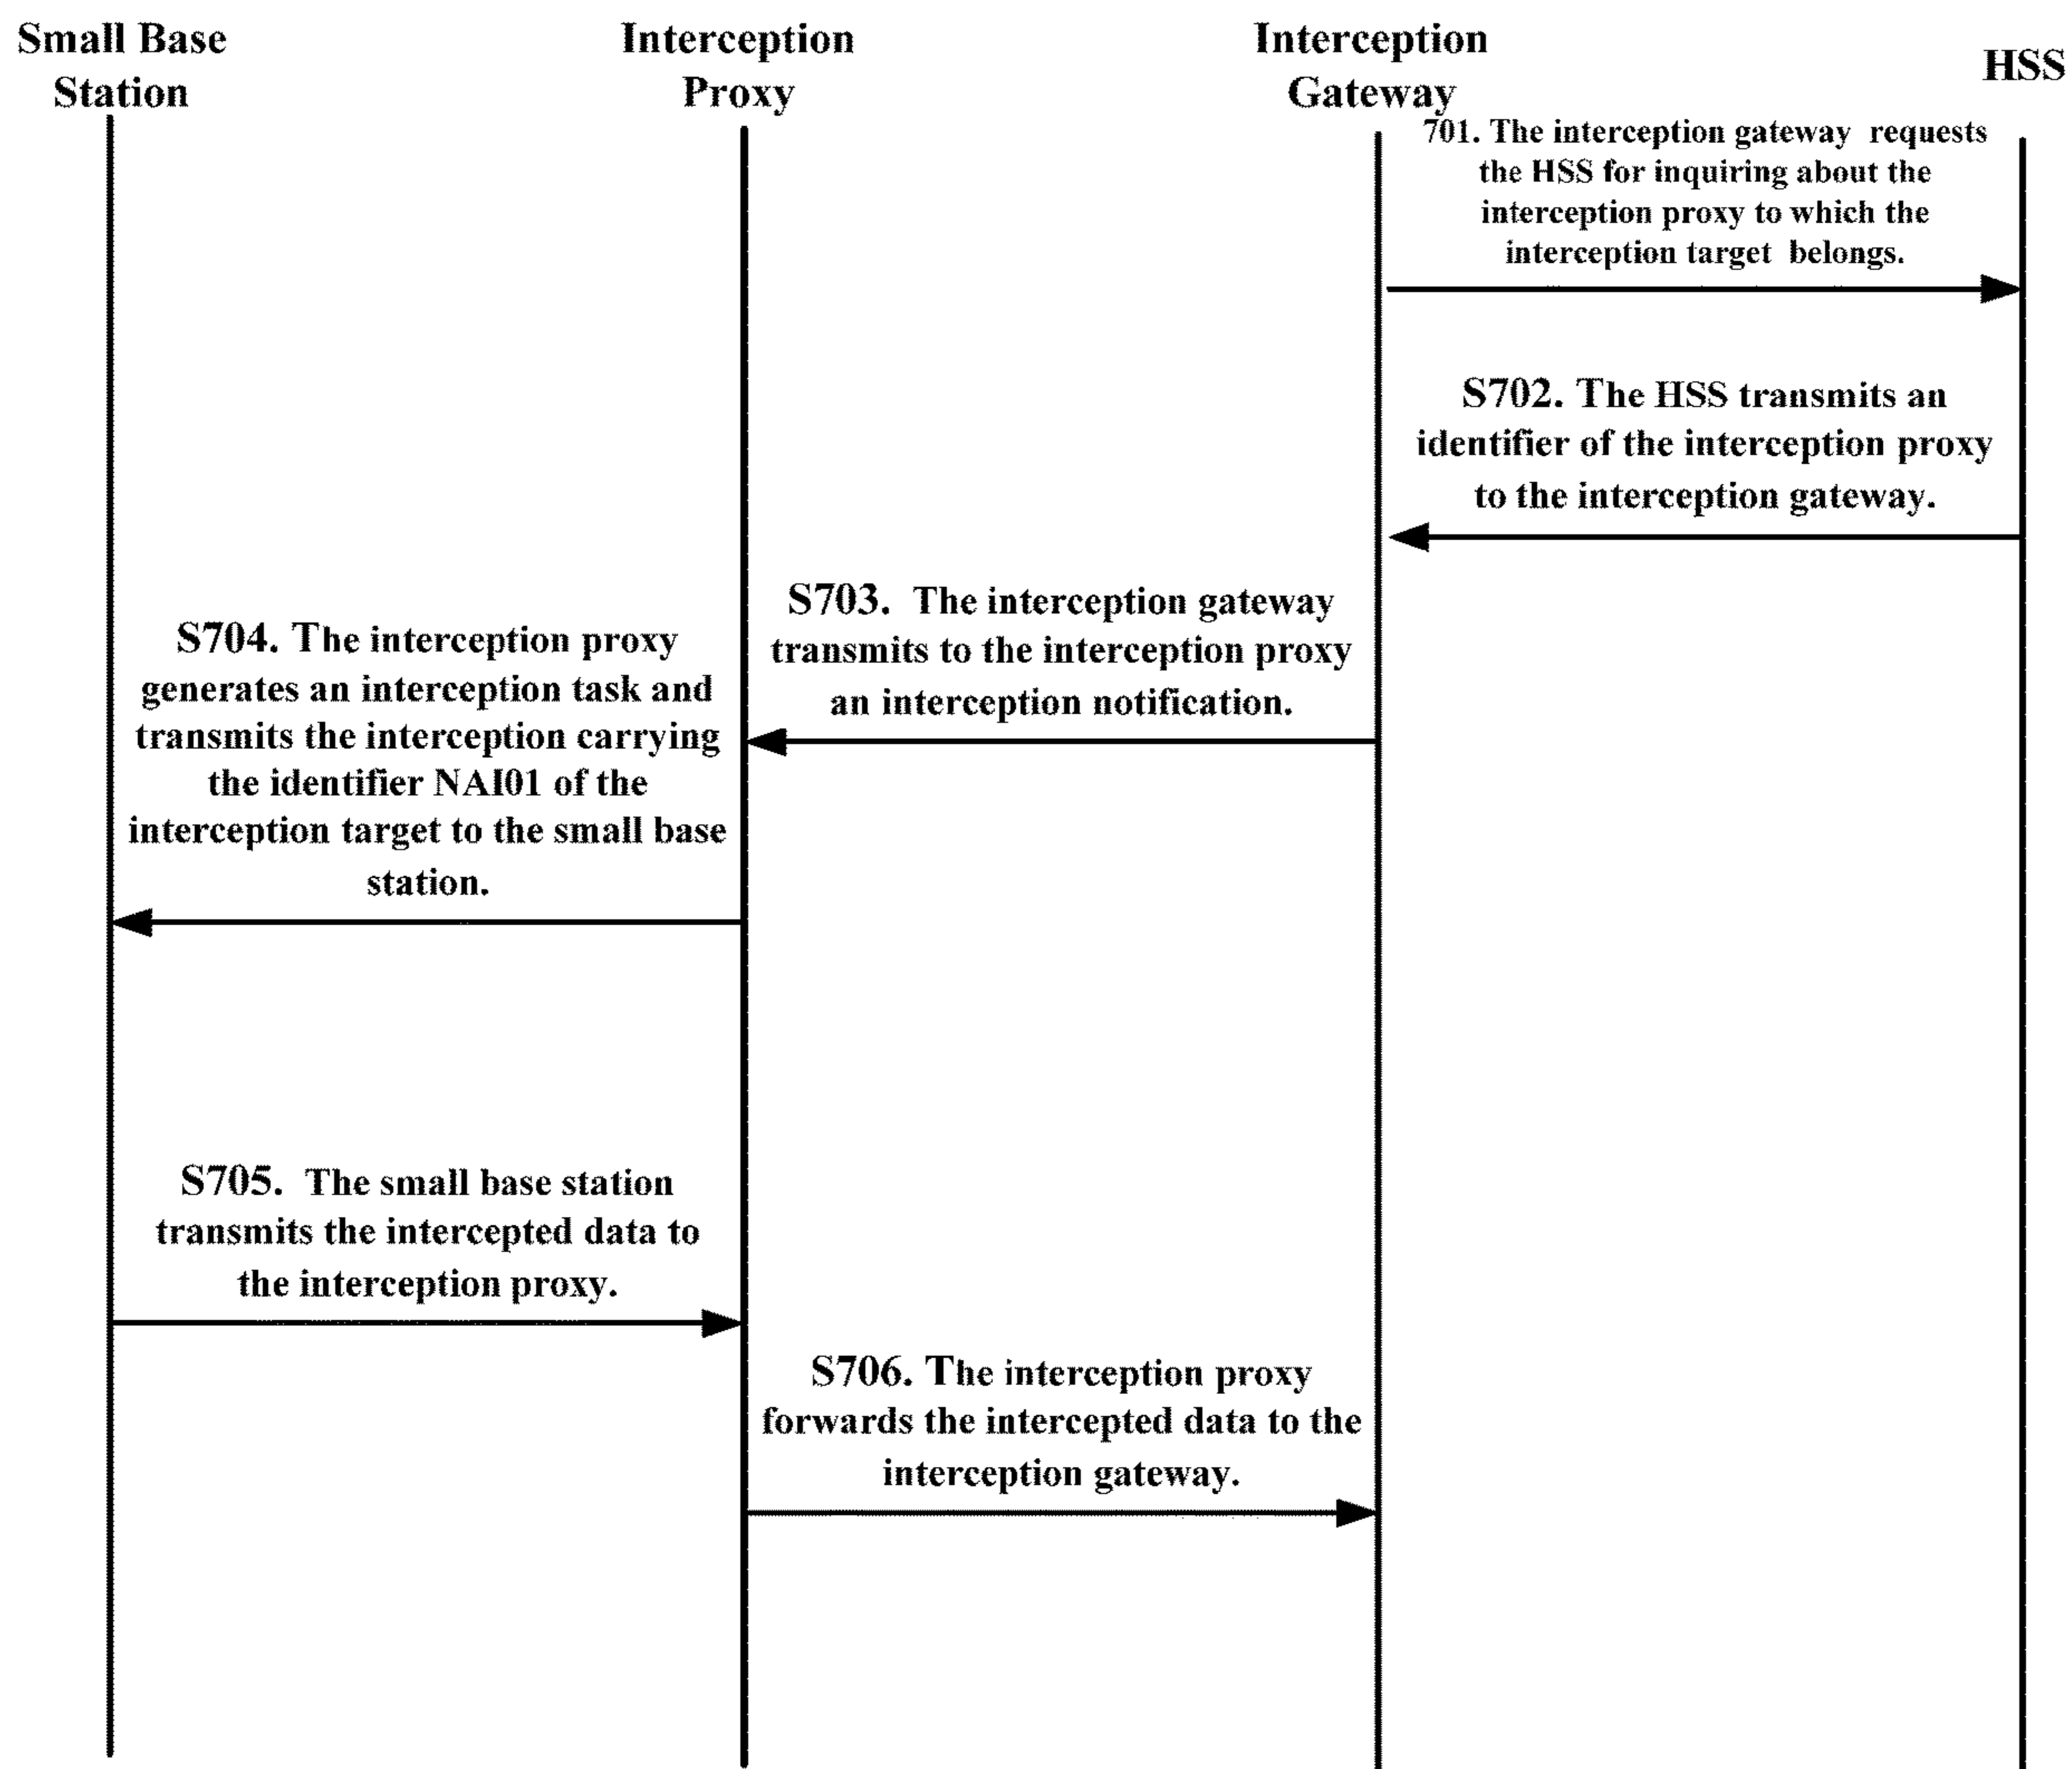 Small Base
Station
Interception
Proxy
Interception
Gateway
HSS
701. The interception gateway requests
the HSS for inquiring about the
interception proxy to which the
interception target belongs.
S702. The HSS transmits an
identifier of the interception proxy
to the interception gateway.
S703. The interception gateway
transmits to the interception proxy
an interception notification.
S704. The interception proxy
generates an interception task and
transmits the interception carrying
the identifier NAI01 of the
interception target to the small base
station.
S705. The small base station
transmits the intercepted data to
the interception proxy.
S706. The interception proxy
forwards the intercepted data to the
interception gateway.